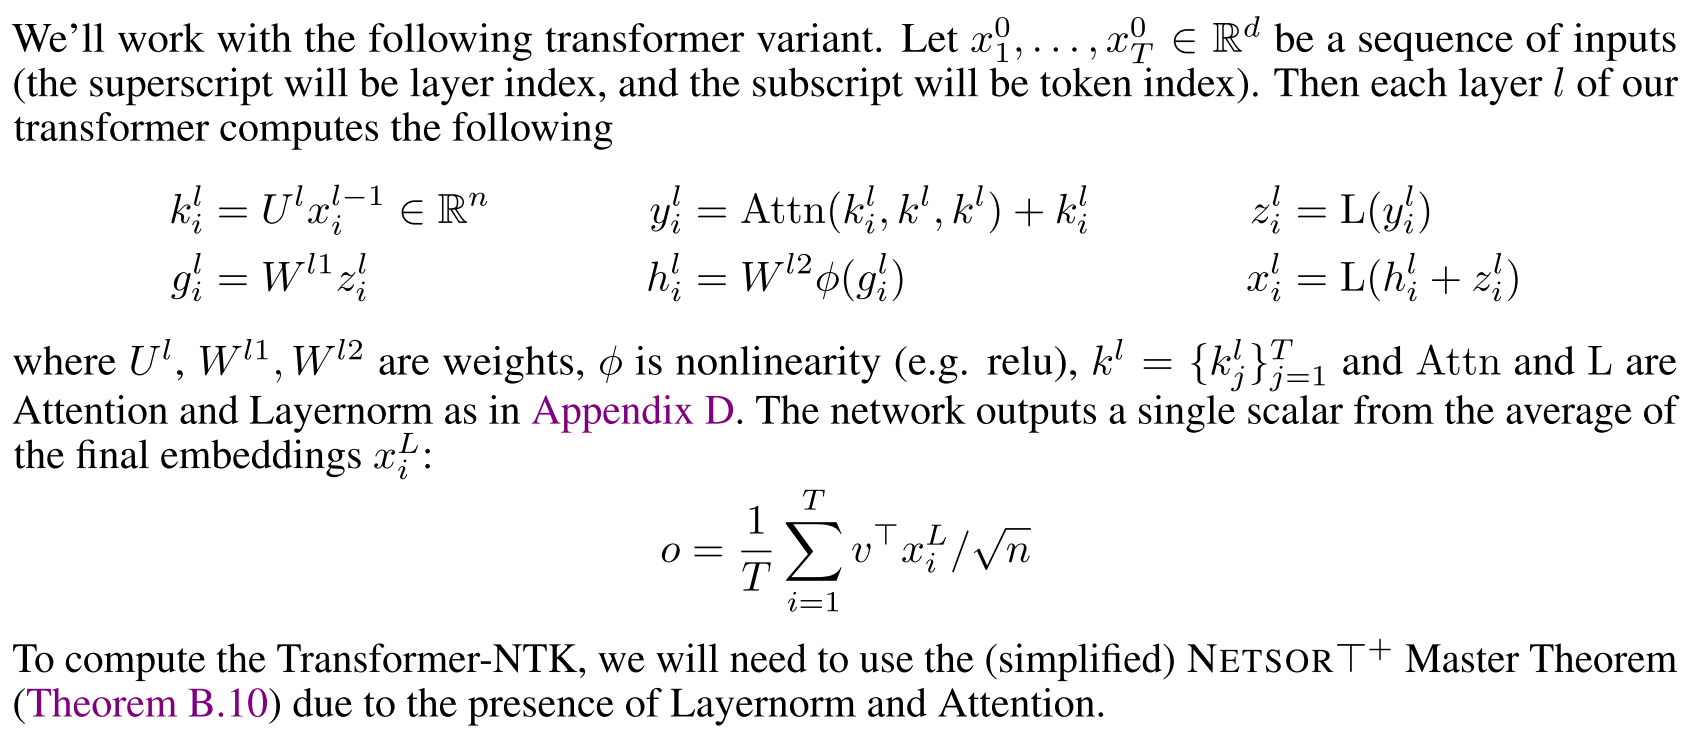 We'll work with the following transformer variant. Let $x_1^0, \ldots, x_T^0 \in \mathbb{R}^d$ be a sequence of inputs
(the superscript will be layer index, and the subscript will be token index). Then each layer $l$ of our
transformer computes the following
$k_i^l = U^l x_i^{l-1} \in \mathbb{R}^n \quad y_i^l = \mathrm{Attn}(k_i^l, k^l, k^l) + k_i^l \quad z_i^l = \mathrm{L}(y_i^l)$
$g_i^l = W^{l1} z_i^l \quad h_i^l = W^{l2} \phi(g_i^l) \quad x_i^l = \mathrm{L}(h_i^l + z_i^l)$
where $U^l$, $W^{l1}, W^{l2}$ are weights, $\phi$ is nonlinearity (e.g. relu), $k^l = \{k_j^l\}_{j=1}^T$ and Attn and L are
Attention and Layernorm as in Appendix D. The network outputs a single scalar from the average of
the final embeddings $x_i^L$:
$o = \frac{1}{T} \sum_{i=1}^T v^\top x_i^L / \sqrt{n}$
To compute the Transformer-NTK, we will need to use the (simplified) NETSOR$\top^+$ Master Theorem
(Theorem B.10) due to the presence of Layernorm and Attention.